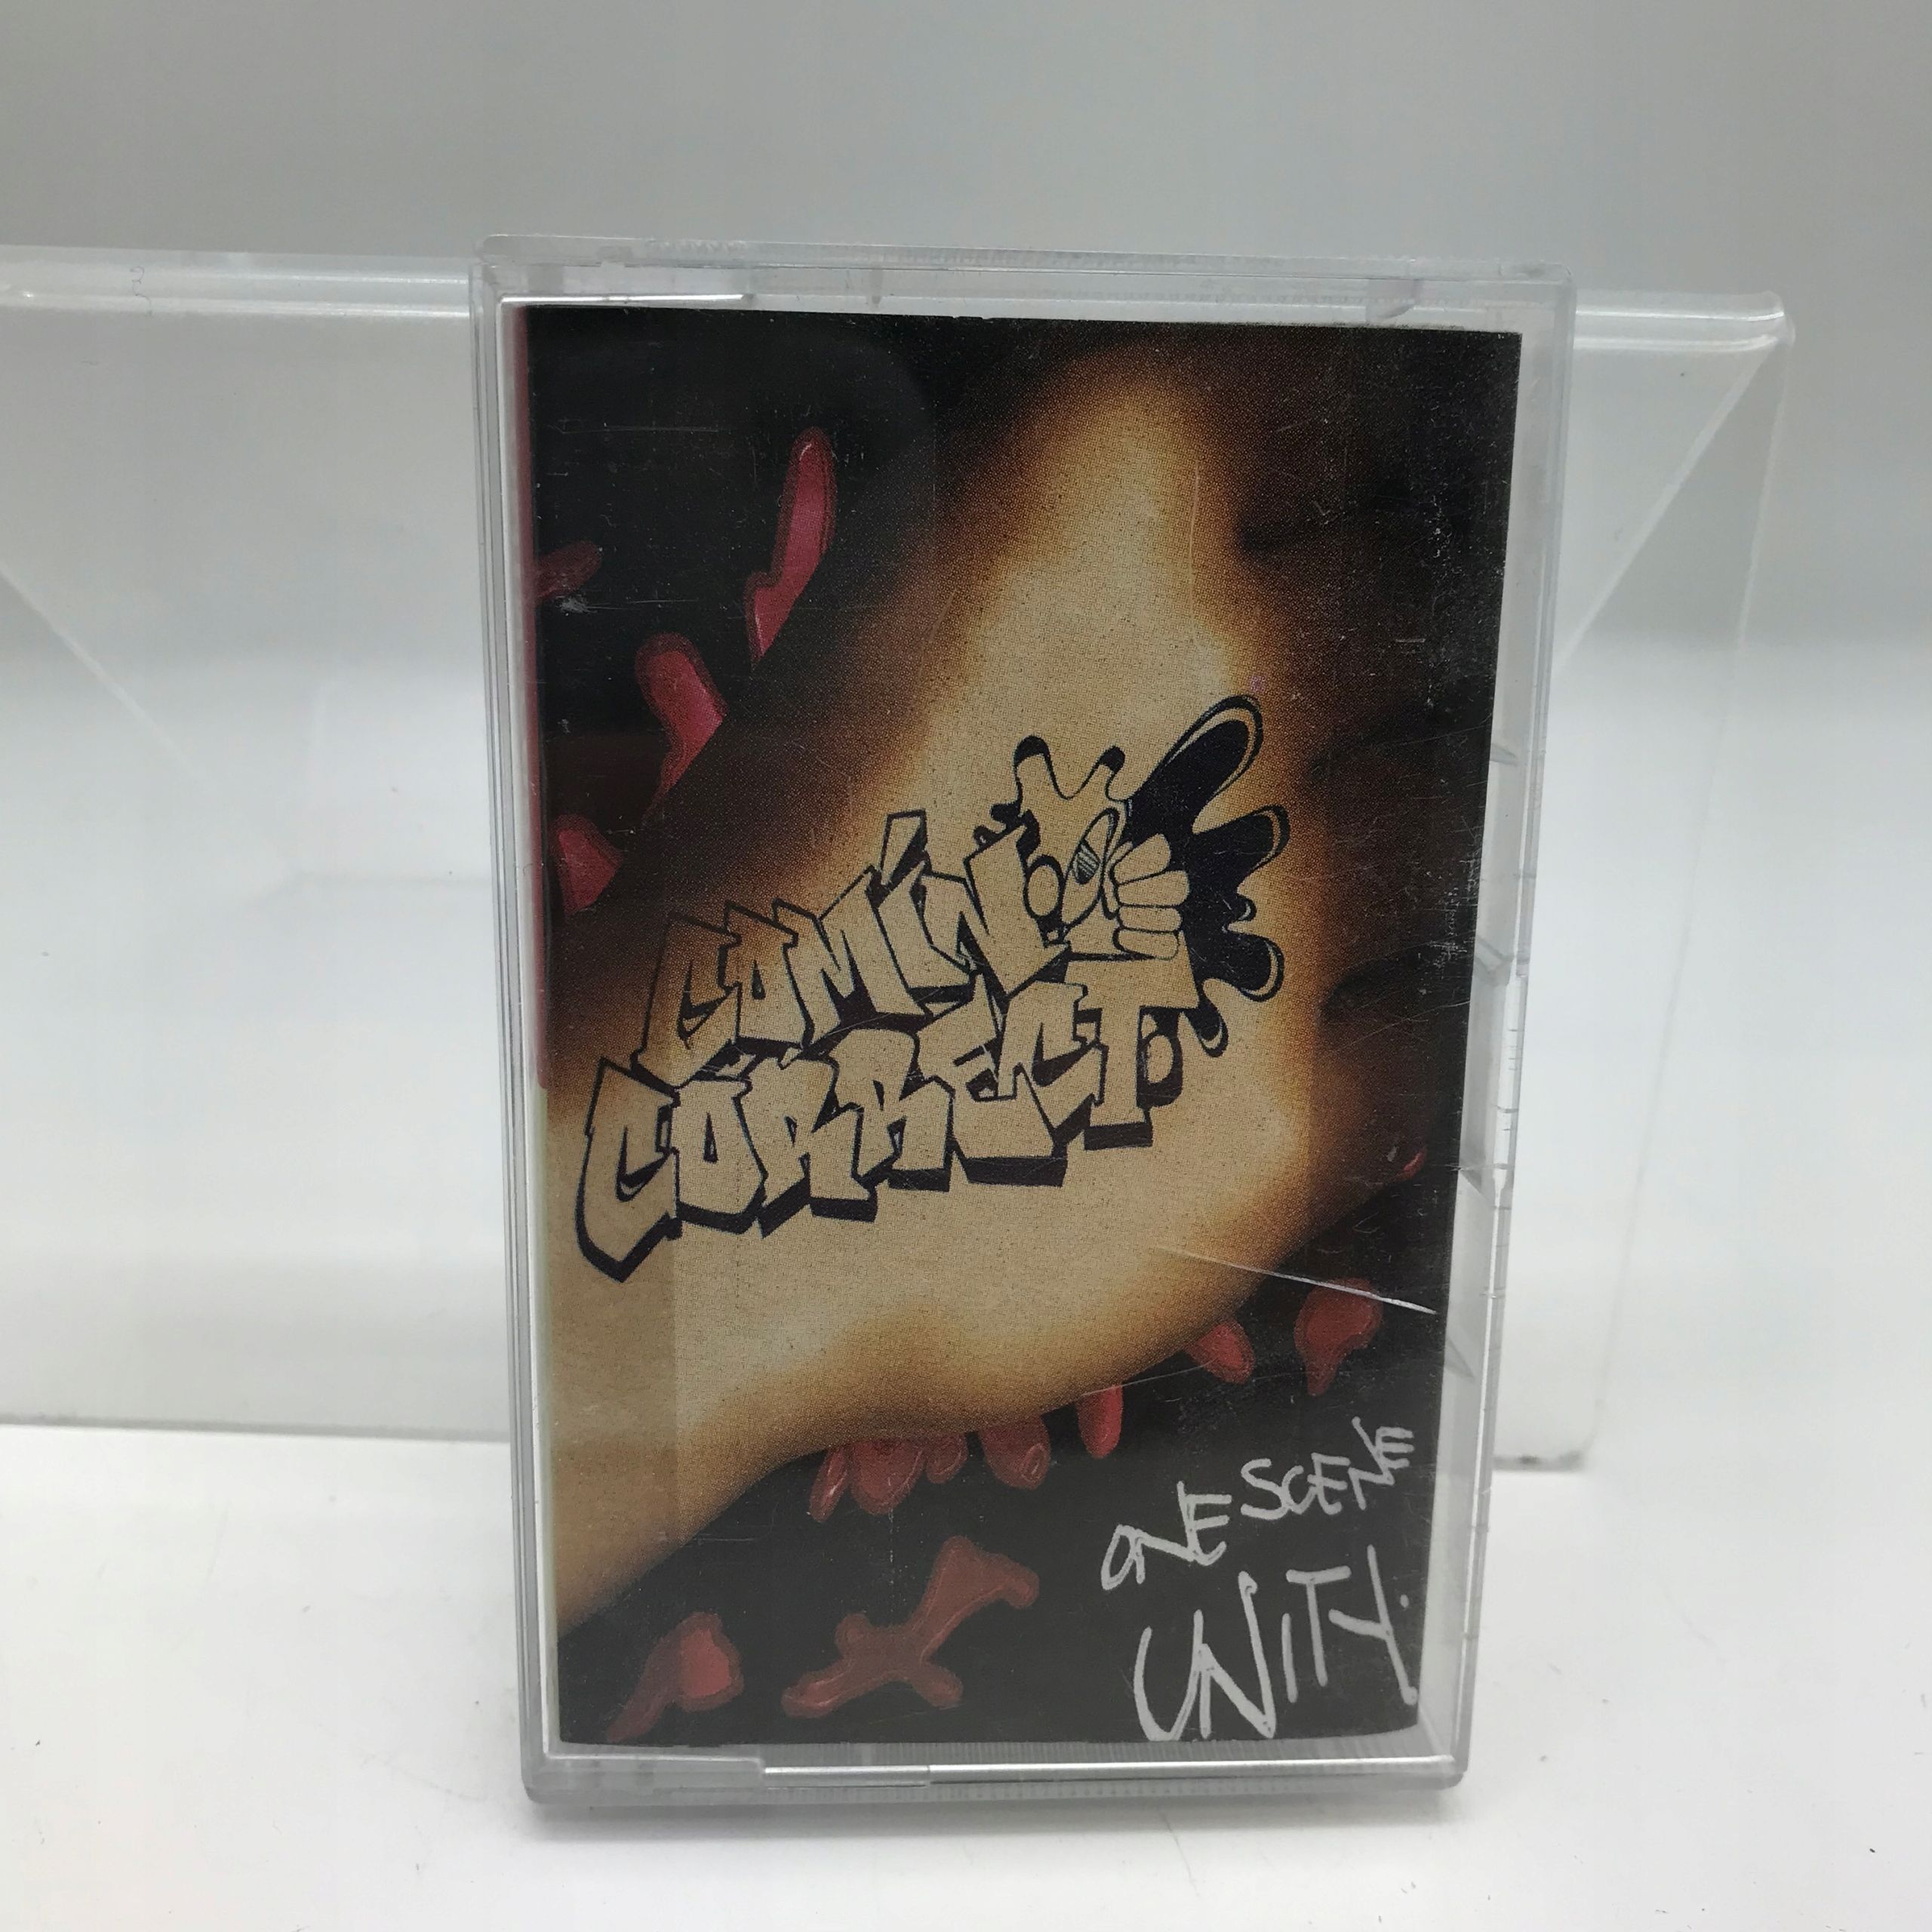 COMIN'
CORRECT
ONE SCENE
UNITY.